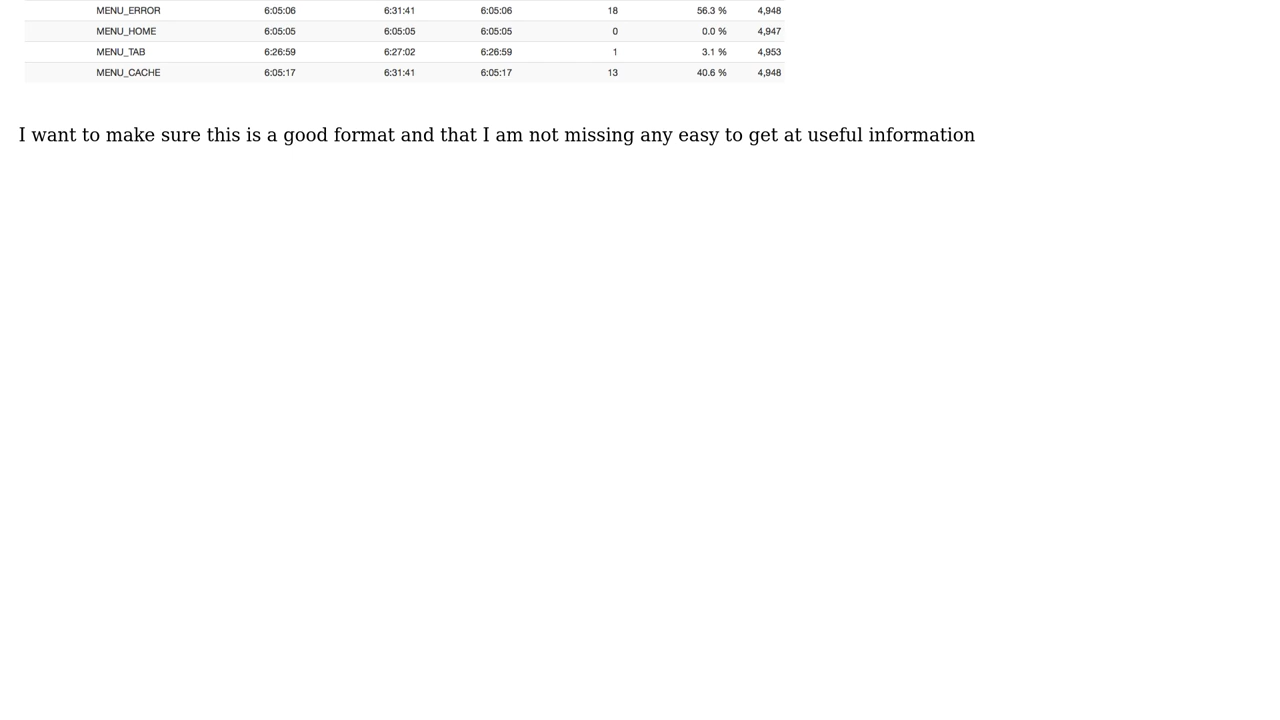 MENU_ERROR 6:05:06 6:31:41 6:05:06 18 56.3 % 4,948
MENU_HOME 6:05:05 6:05:05 6:05:05 0 0.0 % 4,947
MENU_TAB 6:26:59 6:27:02 6:26:59 1 3.1 % 4,953
MENU_CACHE 6:05:17 6:31:41 6:05:17 13 40.6 % 4,948
I want to make sure this is a good format and that I am not missing any easy to get at useful information